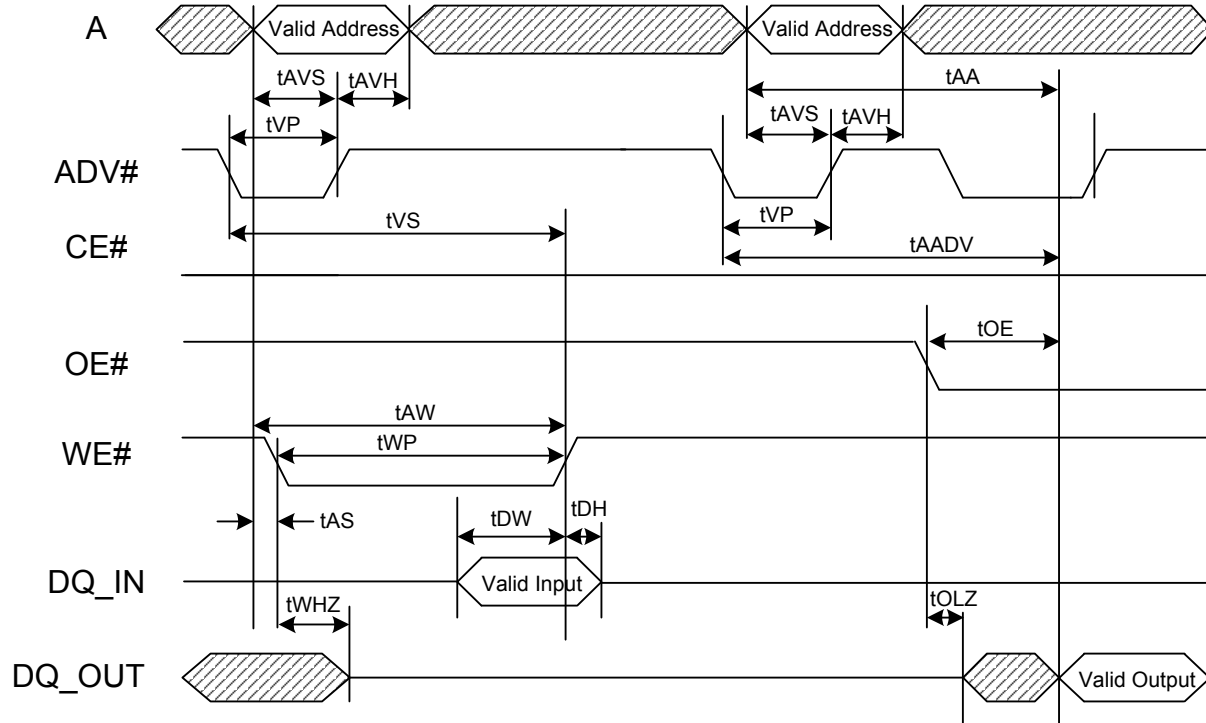 A
Valid Address
Valid Address
tAVS
tAVH
tAA
tVP
tAVS
tAVH
ADV#
tVS
tVP
CE#
tAADV
tOE
OE#
tAW
WE#
tWP
tAS
tDW
tDH
DQ_IN
Valid Input
tWHZ
tOLZ
DQ_OUT
Valid Output